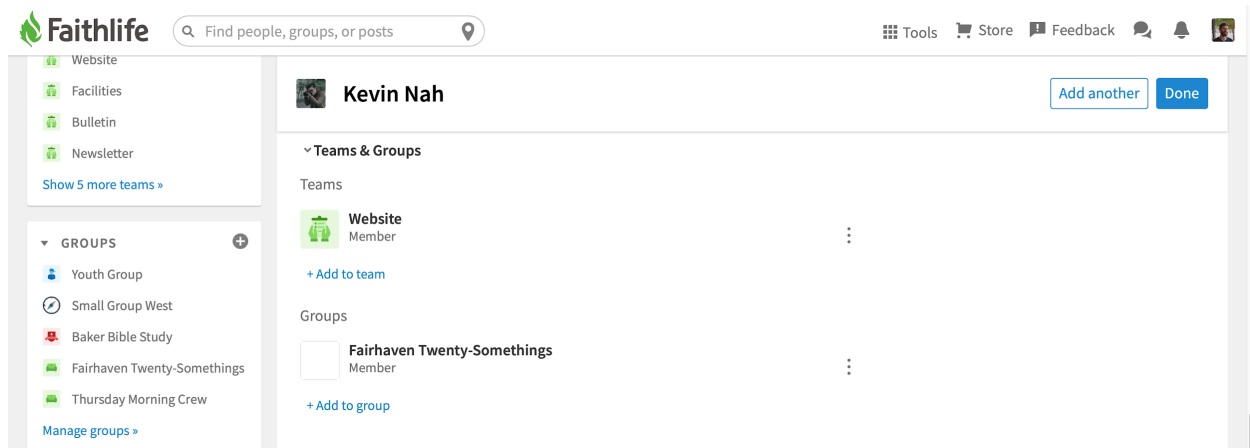 Faithlife
Find people, groups, or posts
Tools
Store
Feedback
Website
Facilities
Bulletin
Newsletter
Show 5 more teams »
GROUPS
Youth Group
Small Group West
Baker Bible Study
Fairhaven Twenty-Somethings
Thursday Morning Crew
Manage groups »
Kevin Nah
Add another
Done
Teams & Groups
Teams
Website
Member
+ Add to team
Groups
Fairhaven Twenty-Somethings
Member
+ Add to group